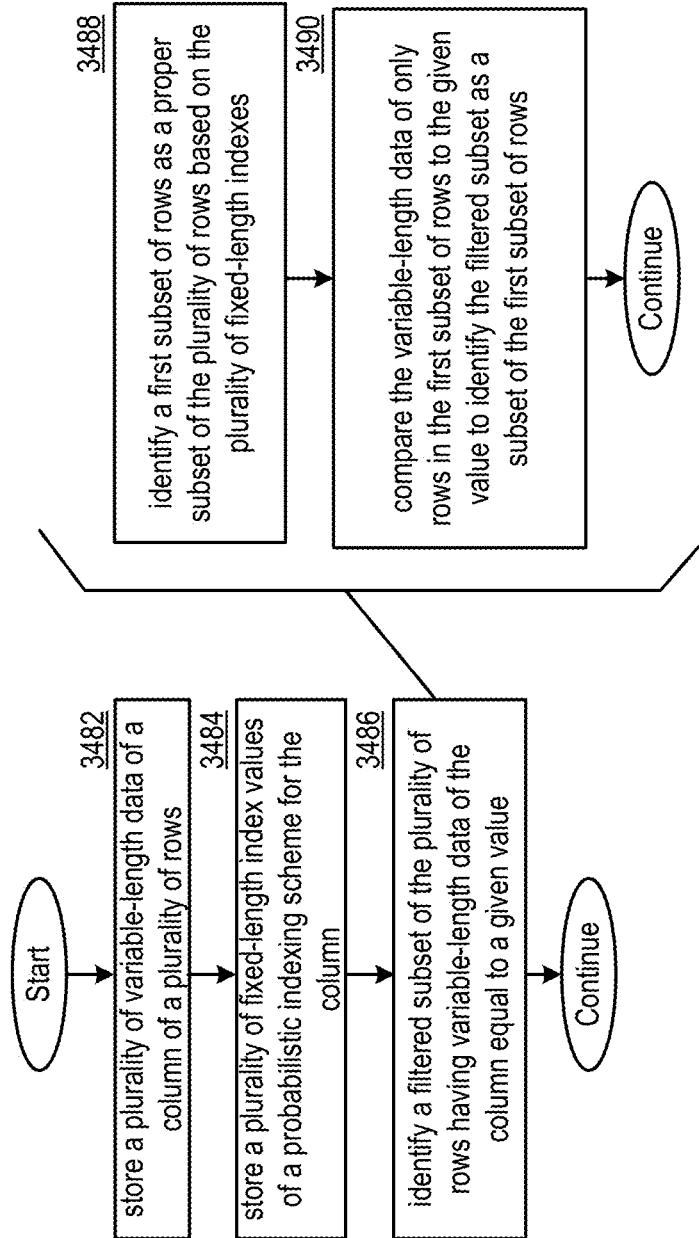 Start
3482
store a plurality of variable-length data of a
column of a plurality of rows
3484
store a plurality of fixed-length index values
of a probabilistic indexing scheme for the
column
3486
identify a filtered subset of the plurality of
rows having variable-length data of the
column equal to a given value
Continue
3488
identify a first subset of rows as a proper
subset of the plurality of rows based on the
plurality of fixed-length indexes
3490
compare the variable-length data of only
rows in the first subset of rows to the given
value to identify the filtered subset as a
subset of the first subset of rows
Continue